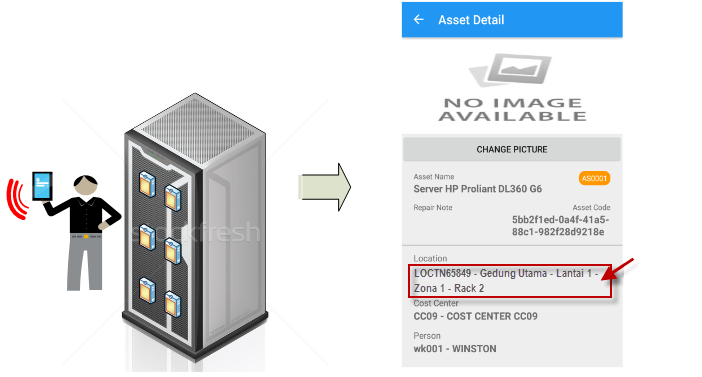 stockfresh
Asset Detail
NO IMAGE
AVAILABLE
CHANGE PICTURE
Asset Name
AS0001
Server HP Proliant DL360 G6
Repair Note
Asset Code
5bb2f1ed-0a4f-41a5-
88c1-982f28d9218e
Location
LOCTN65849 - Gedung Utama - Lantai 1 -
Zona 1 - Rack 2
Cost Center
CC09 - COST CENTER CC09
Person
wk001 - WINSTON